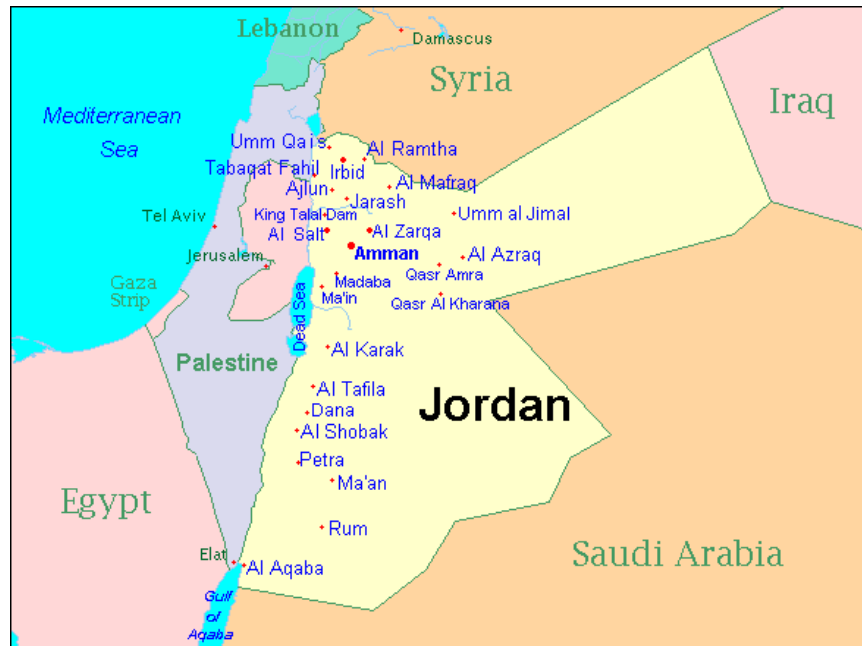 Lebanon
Damascus
Syria
Iraq
Mediterranean
Sea
Umm Qais
Al Ramtha
Tabaqat Fahil
Irbid
Ajlun
Al Mafraq
Jarash
King Talal Dam
Umm al Jimal
Tel Aviv
Al Salt
Al Zarqa
Amman
Jerusalem
Al Azraq
Qasr Amra
Gaza
Strip
Madaba
Ma'in
Qasr Al Kharana
Dead Sea
Palestine
Al Karak
Al Tafila
Jordan
Dana
Al Shobak
Petra
Ma'an
Egypt
Rum
Saudi Arabia
Elat
Al Aqaba
Gulf
of
Aqaba